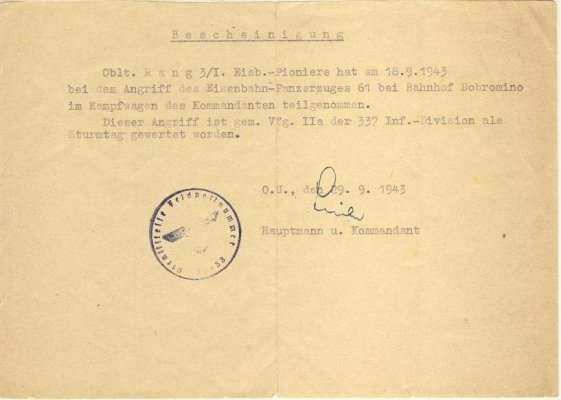 Bescheinigung
Oblt. Rang 3/I. Eisb.-Pioniere hat am 18.9.1943
bei dem Angriff des Eisenbahn-Panzerzuges 61 bei Bahnhof Dobromino
im Kampfwagen des Kommandanten teilgenommen.
Dieser Angriff ist gem. Vfg. IIa der 337 Inf.-Division als
Sturmtag gewertet worden.
O.U., den 29. 9. 1943
Hauptmann u. Kommandant
Dienststelle Feldpostnummer